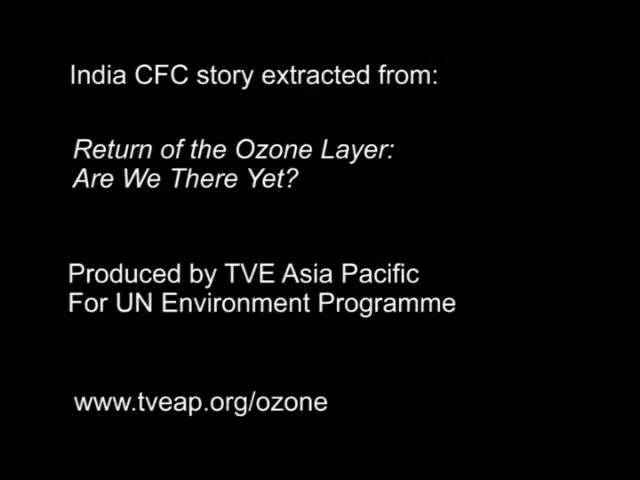 India CFC story extracted from:
Return of the Ozone Layer:
Are We There Yet?
Produced by TVE Asia Pacific
For UN Environment Programme
www.tveap.org/ozone